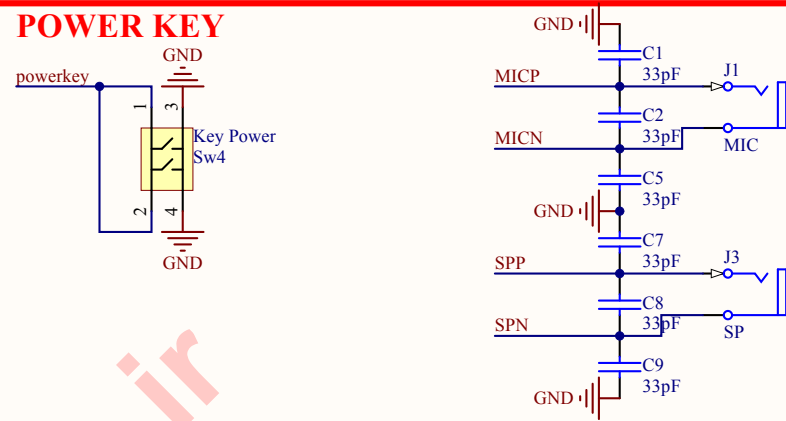 POWER KEY
GND
powerkey
1
3
Key Power
Sw4
2
4
GND
GND
C1
33pF
J1
MICP
C2
33pF
MICN
MIC
C5
33pF
GND
C7
33pF
J3
SPP
C8
33pF
SPN
SP
C9
33pF
GND
ir